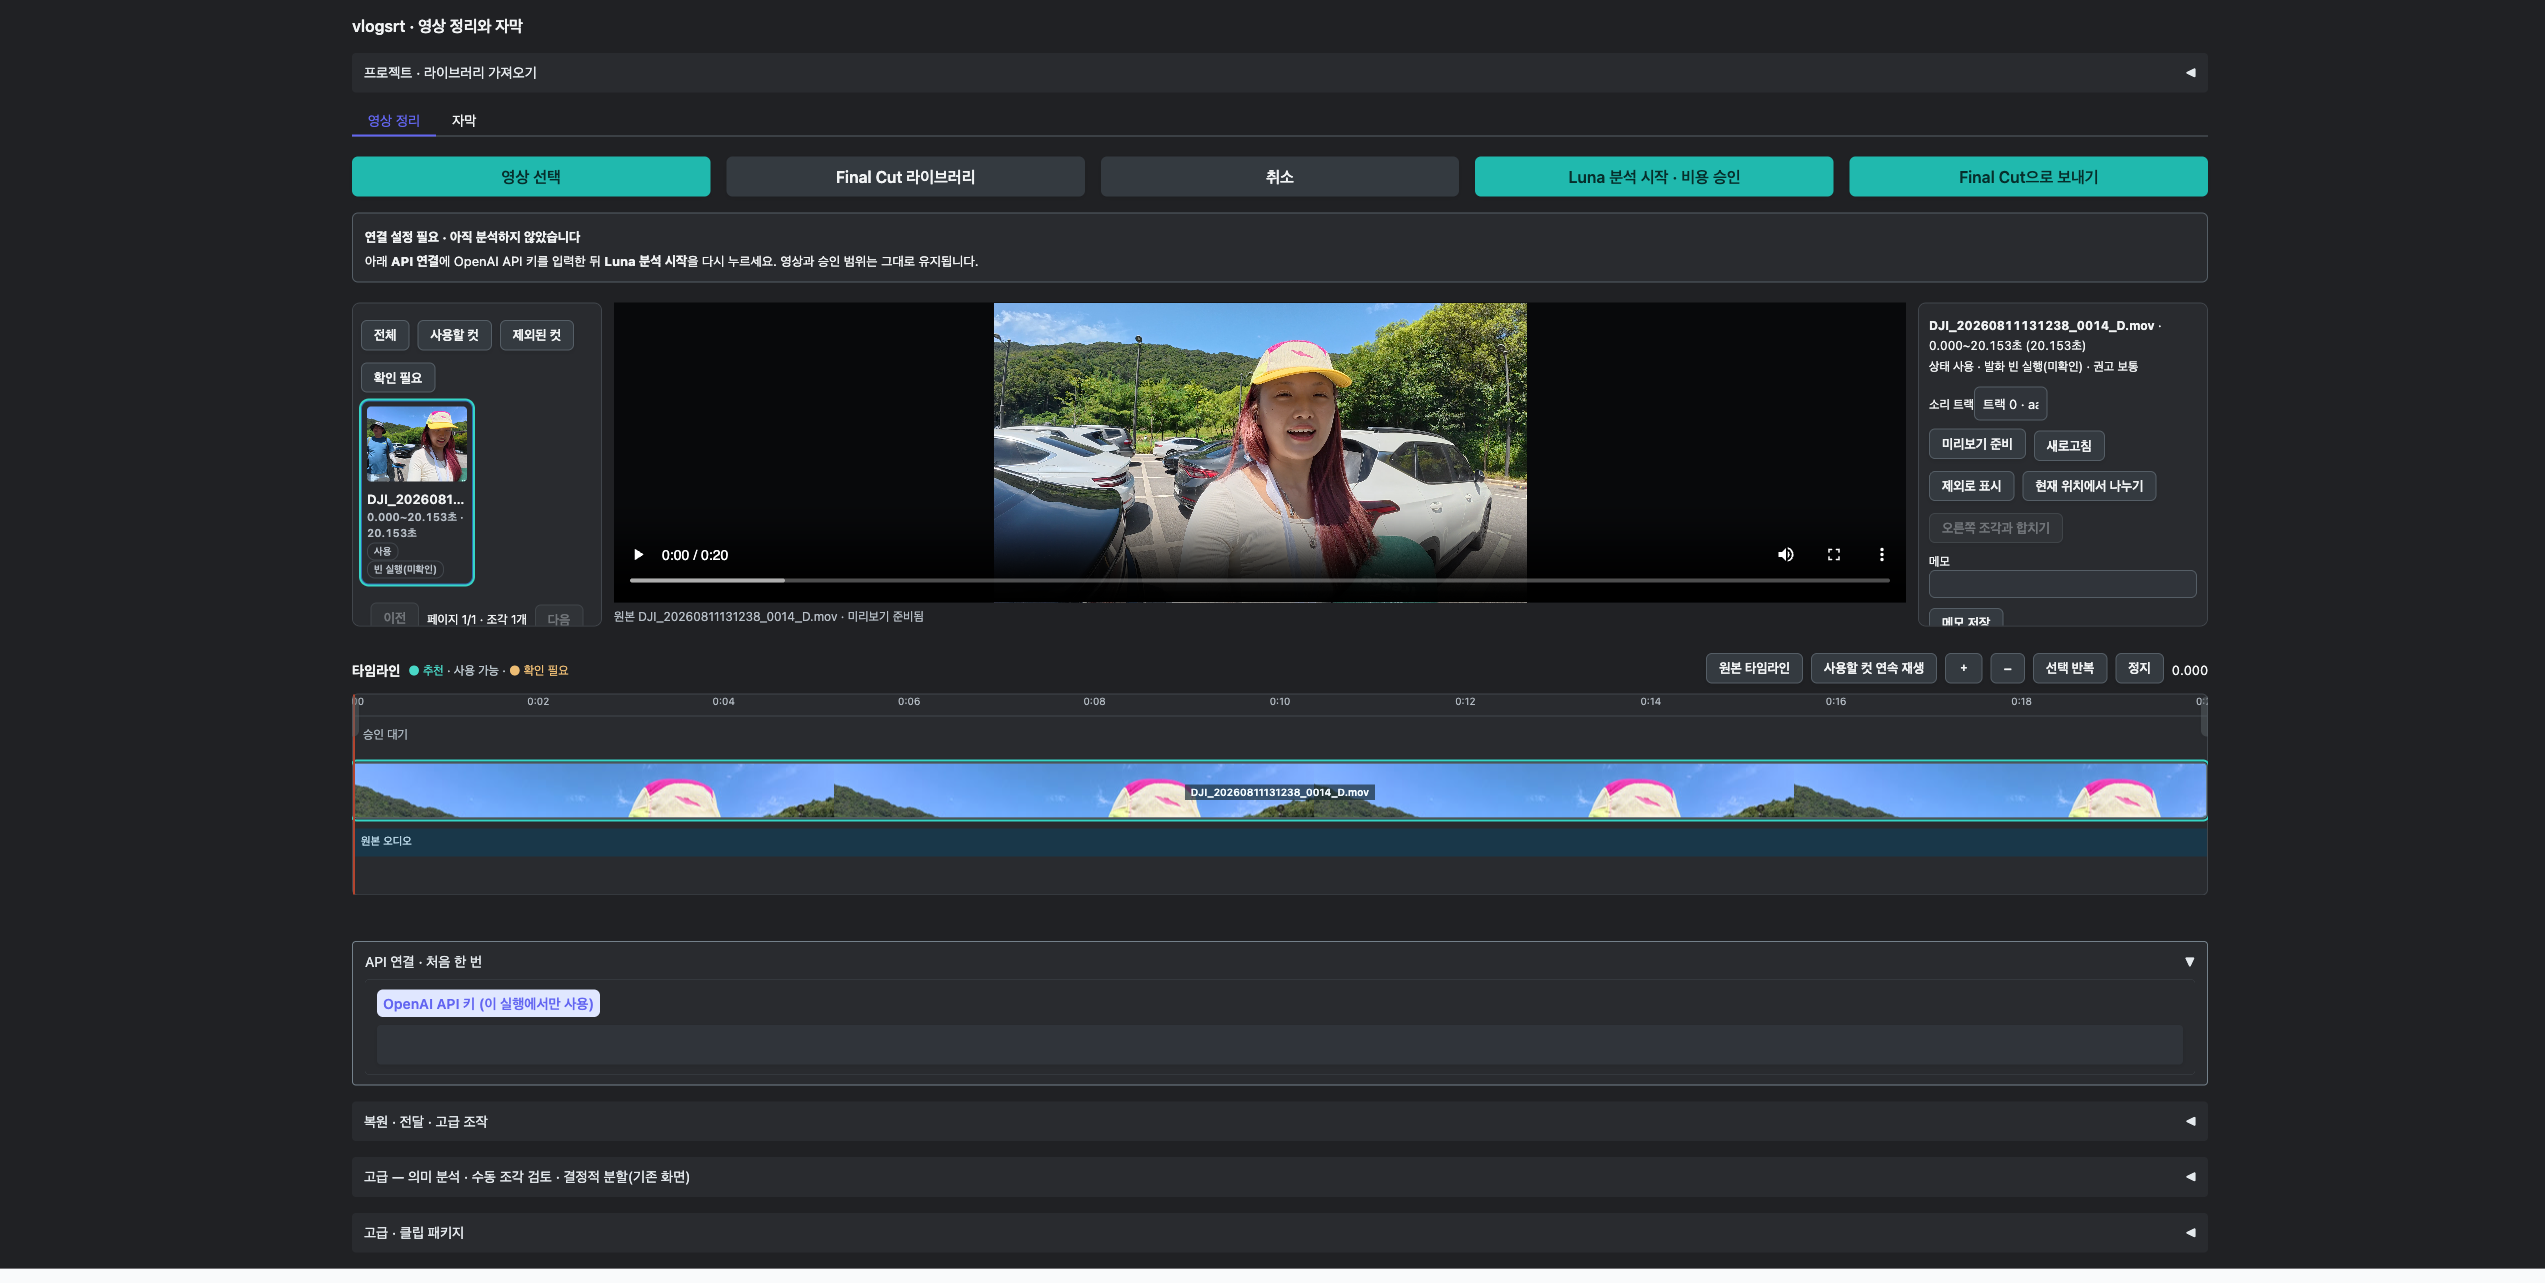 vlogsrt · 영상 정리와 자막
프로젝트 · 라이브러리 가져오기
영상 정리
자막
영상 선택
Final Cut 라이브러리
취소
Luna 분석 시작 · 비용 승인
Final Cut으로 보내기
연결 설정 필요 · 아직 분석하지 않았습니다
아래 API 연결에 OpenAI API 키를 입력한 뒤 Luna 분석 시작을 다시 누르세요. 영상과 승인 범위는 그대로 유지됩니다.
전체
사용할 컷
제외된 컷
확인 필요
DJI_2026081...
0.000~20.153초 ·
20.153초
사용
빈 실행(미확인)
이전
페이지 1/1 · 조각 1개
다음
0:00 / 0:20
원본 DJI_20260811131238_0014_D.mov · 미리보기 준비됨
DJI_20260811131238_0014_D.mov ·
0.000~20.153초 (20.153초)
상태 사용 · 발화 빈 실행(미확인) · 권고 보통
소리 트랙
트랙 0 · aa
미리보기 준비
새로고침
제외로 표시
현재 위치에서 나누기
오른쪽 조각과 합치기
메모
메모 저장
타임라인
추천 · 사용 가능 · 확인 필요
원본 타임라인
사용할 컷 연속 재생
+
–
선택 반복
정지
0.000
0:02
0:04
0:06
0:08
0:10
0:12
0:14
0:16
0:18
승인 대기
DJI_20260811131238_0014_D.mov
원본 오디오
API 연결 · 처음 한 번
OpenAI API 키 (이 실행에서만 사용)
복원 · 전달 · 고급 조작
고급 — 의미 분석 · 수동 조각 검토 · 결정적 분할(기존 화면)
고급 · 클립 패키지